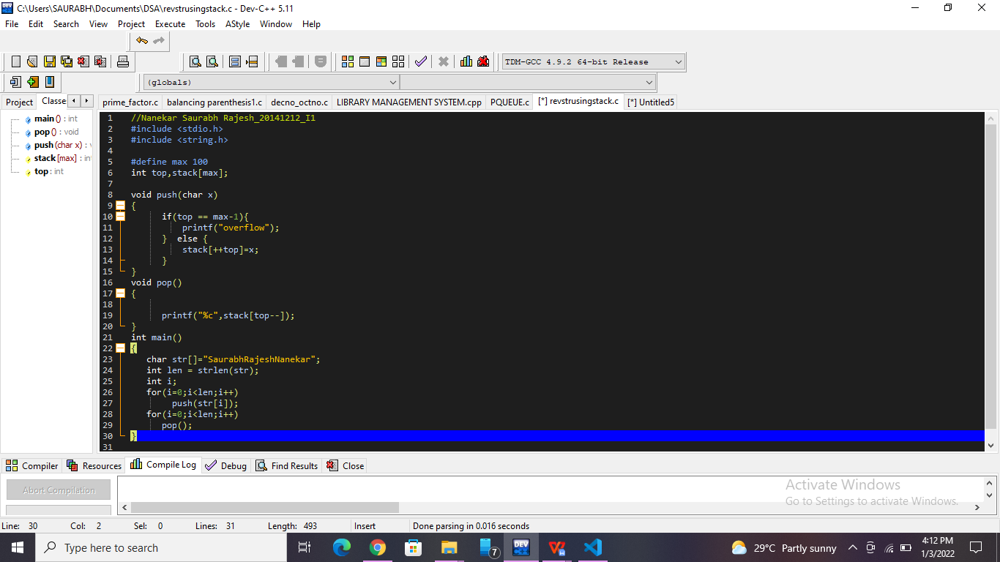 C:\Users\SAURABH\Documents\DSA\revstrusingstack.c - Dev-C++ 5.11
File Edit Search View Project Execute Tools AStyle Window Help
TDM-GCC 4.9.2 64-bit Release
(globals)
Project Classe prime_factor.c balancing parenthesis1.c decno_octno.c LIBRARY MANAGEMENT SYSTEM.cpp PQUEUE.c [*] revstrusingstack.c [*] Untitled5
main () : int
pop () : void
push (char x) :
stack [max] : int
top : int
1 //Nanekar Saurabh Rajesh_20141212_I1
2 #include <stdio.h>
3 #include <string.h>
4
5 #define max 100
6 int top,stack[max];
7
8 void push(char x)
9 {
10 if(top == max-1){
11 printf("overflow");
12 } else {
13 stack[++top]=x;
14 }
15 }
16 void pop()
17 {
18
19 printf("%c",stack[top--]);
20 }
21 int main()
22 {
23 char str[]="SaurabhRajeshNanekar";
24 int len = strlen(str);
25 int i;
26 for(i=0;i<len;i++)
27 push(str[i]);
28 for(i=0;i<len;i++)
29 pop();
30 }
31
Compiler Resources Compile Log Debug Find Results Close
Abort Compilation
Activate Windows
Go to Settings to activate Windows.
Line: 30 Col: 2 Sel: 0 Lines: 31 Length: 493 Insert Done parsing in 0.016 seconds
Type here to search 7 DEV 29°C Partly sunny 4:12 PM
1/3/2022